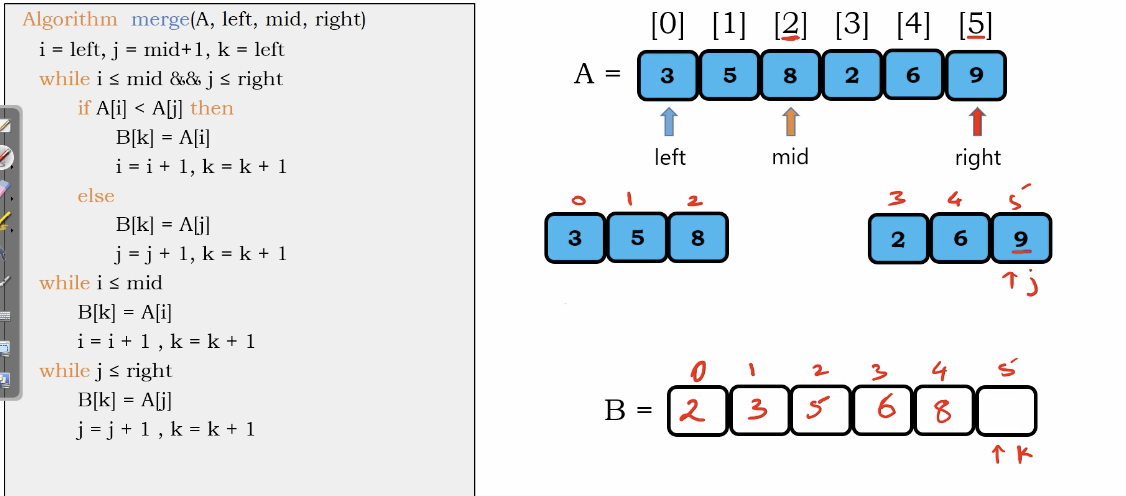 Algorithm merge(A, left, mid, right)
i = left, j = mid+1, k = left
while i ≤ mid && j ≤ right
if A[i] < A[j] then
B[k] = A[i]
i = i + 1, k = k + 1
else
B[k] = A[j]
j = j + 1, k = k + 1
while i ≤ mid
B[k] = A[i]
i = i + 1 , k = k + 1
while j ≤ right
B[k] = A[j]
j = j + 1 , k = k + 1
[0] [1] [2] [3] [4] [5]
A = 3 5 8 2 6 9
left mid right
0 1 2 3 4 5
3 5 8 2 6 9
↑ j
0 1 2 3 4 5
B = 2 3 5 6 8
↑ k